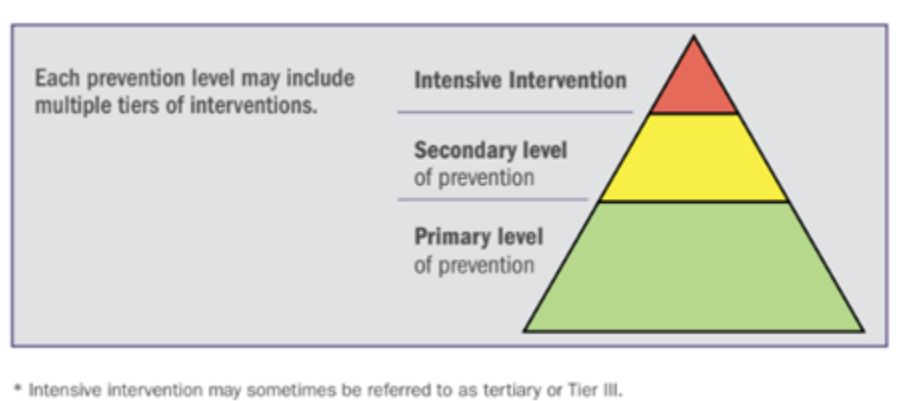 Each prevention level may include
multiple tiers of interventions.
Intensive Intervention
Secondary level
of prevention
Primary level
of prevention
* Intensive intervention may sometimes be referred to as tertiary or Tier III.